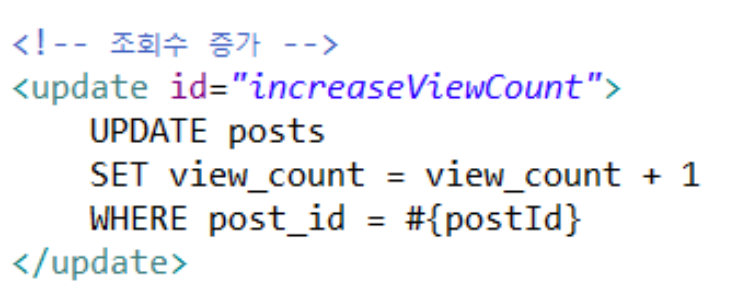 <!-- 조회수 증가 -->
<update id="increaseViewCount">
    UPDATE posts
    SET view_count = view_count + 1
    WHERE post_id = #{postId}
</update>